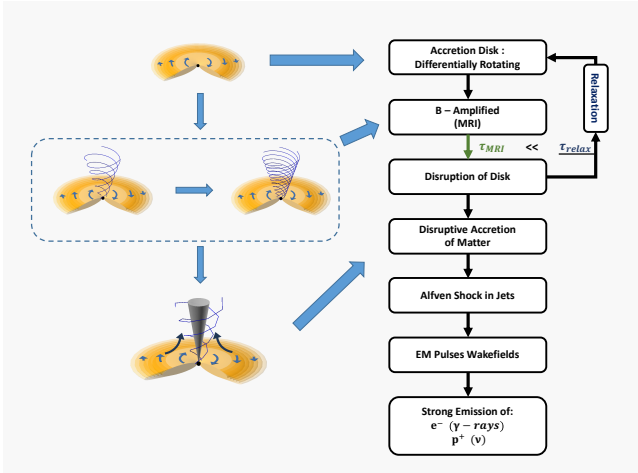 Accretion Disk :
Differentially Rotating
Relaxation
B – Amplified
(MRI)
τ_MRI << τ_relax
Disruption of Disk
Disruptive Accretion
of Matter
Alfven Shock in Jets
EM Pulses Wakefields
Strong Emission of:
e⁻ (γ − rays)
p⁺ (ν)